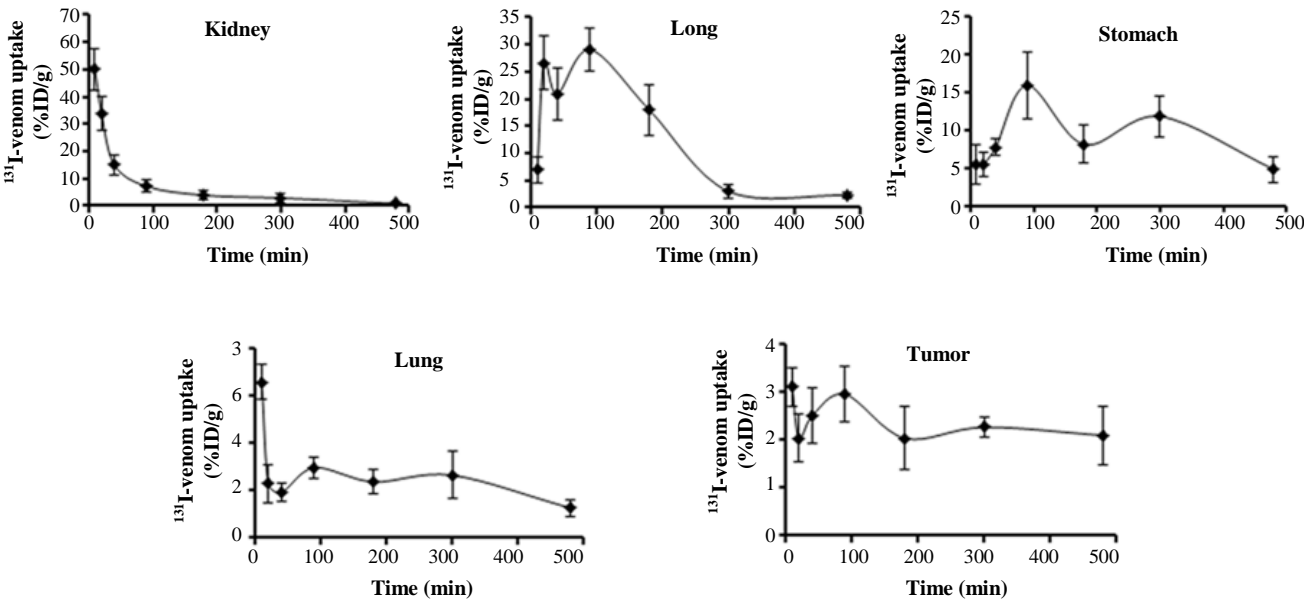 Kidney
¹³¹I-venom uptake
(%ID/g)
70
60
50
40
30
20
10
0
0 100 200 300 400 500
Time (min)
Long
¹³¹I-venom uptake
(%ID/g)
35
30
25
20
15
10
5
0
0 100 200 300 400 500
Time (min)
Stomach
¹³¹I-venom uptake
(%ID/g)
25
20
15
10
5
0
0 100 200 300 400 500
Time (min)
Lung
¹³¹I-venom uptake
(%ID/g)
3
6
4
2
0
0 100 200 300 400 500
Time (min)
Tumor
¹³¹I-venom uptake
(%ID/g)
4
3
2
1
0
0 100 200 300 400 500
Time (min)